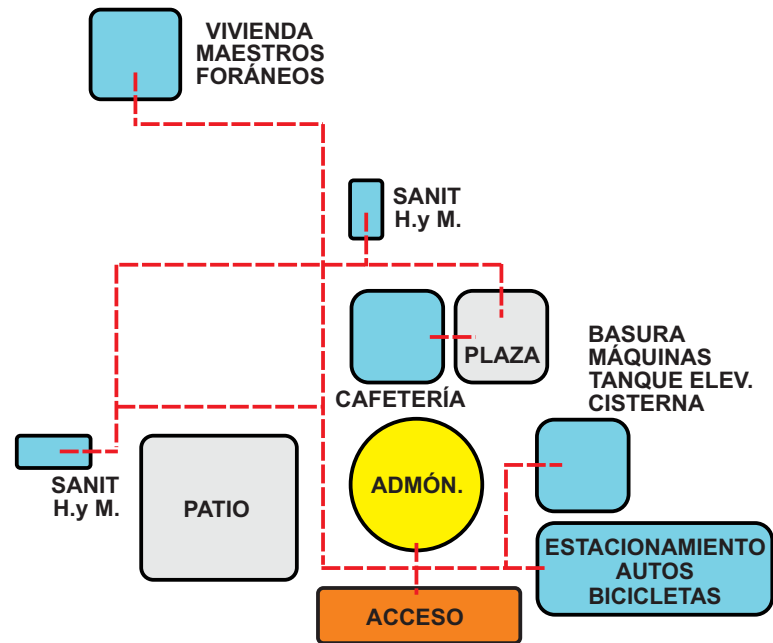 VIVIENDA
MAESTROS
FORÁNEOS
SANIT
H.y M.
PLAZA
CAFETERÍA
BASURA
MÁQUINAS
TANQUE ELEV.
CISTERNA
SANIT
H.y M.
PATIO
ADMÓN.
ESTACIONAMIENTO
AUTOS
BICICLETAS
ACCESO